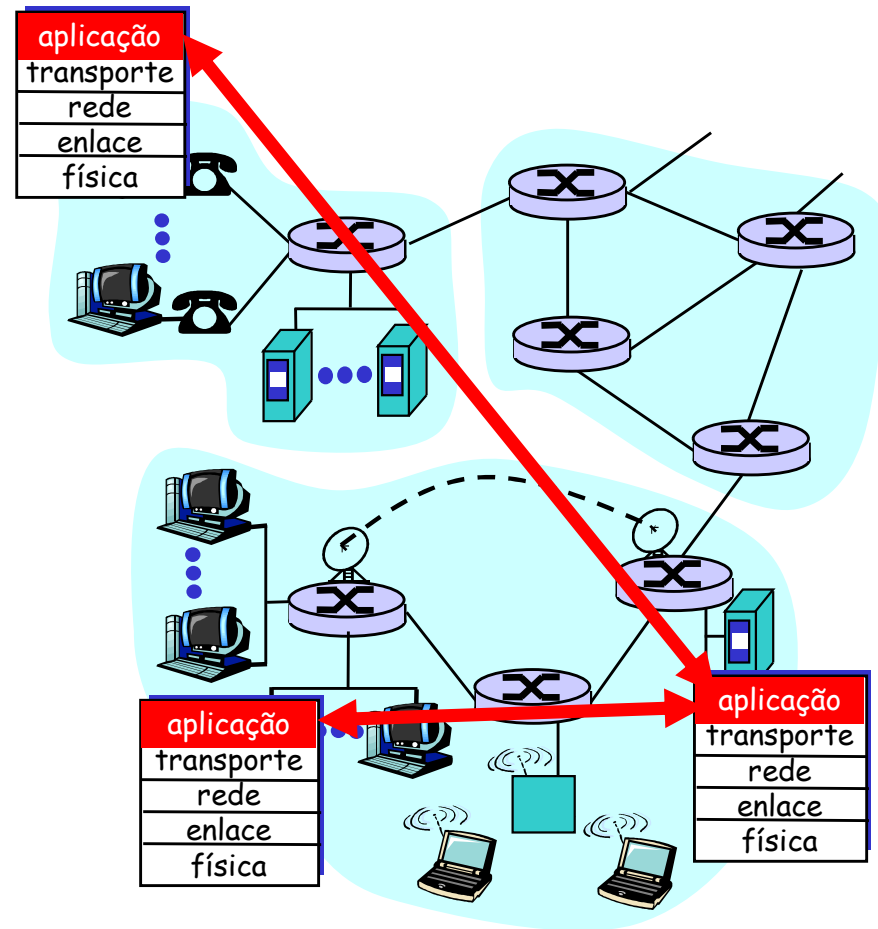 aplicação
transporte
rede
enlace
física
aplicação
transporte
rede
enlace
física
aplicação
transporte
rede
enlace
física